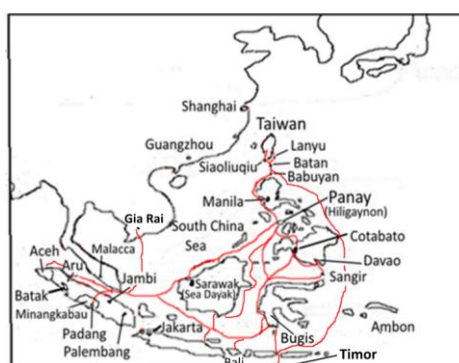 Shanghai
Taiwan
Guangzhou
Lanyu
Siaoliuqiu
Batan
Babuyan
Manila
Panay
(Hiligaynon)
Gia Rai
South China
Sea
Cotabato
Aceh
Malacca
Davao
Aru
Jambi
Sarawak
(Sea Dayak)
Sangir
Batak
Minangkabau
Padang
Jakarta
Bugis
Ambon
Palembang
Bali
Timor